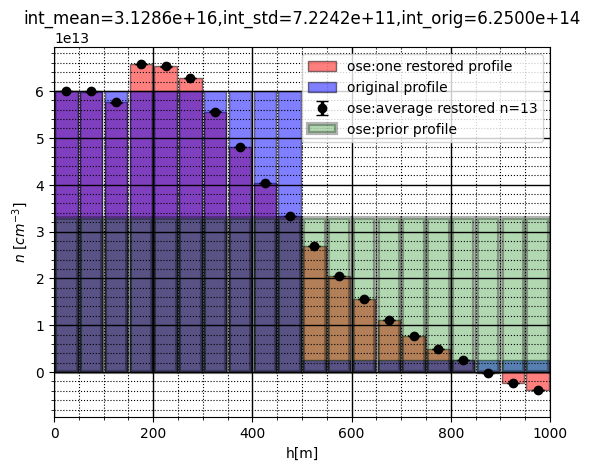 int_mean=3.1286e+16,int_std=7.2242e+11,int_orig=6.2500e+14
1e13
ose:one restored profile
original profile
ose:average restored n=13
ose:prior profile
6
5
4
3
2
1
0
n [cm⁻³]
0 200 400 600 800 1000
h[m]